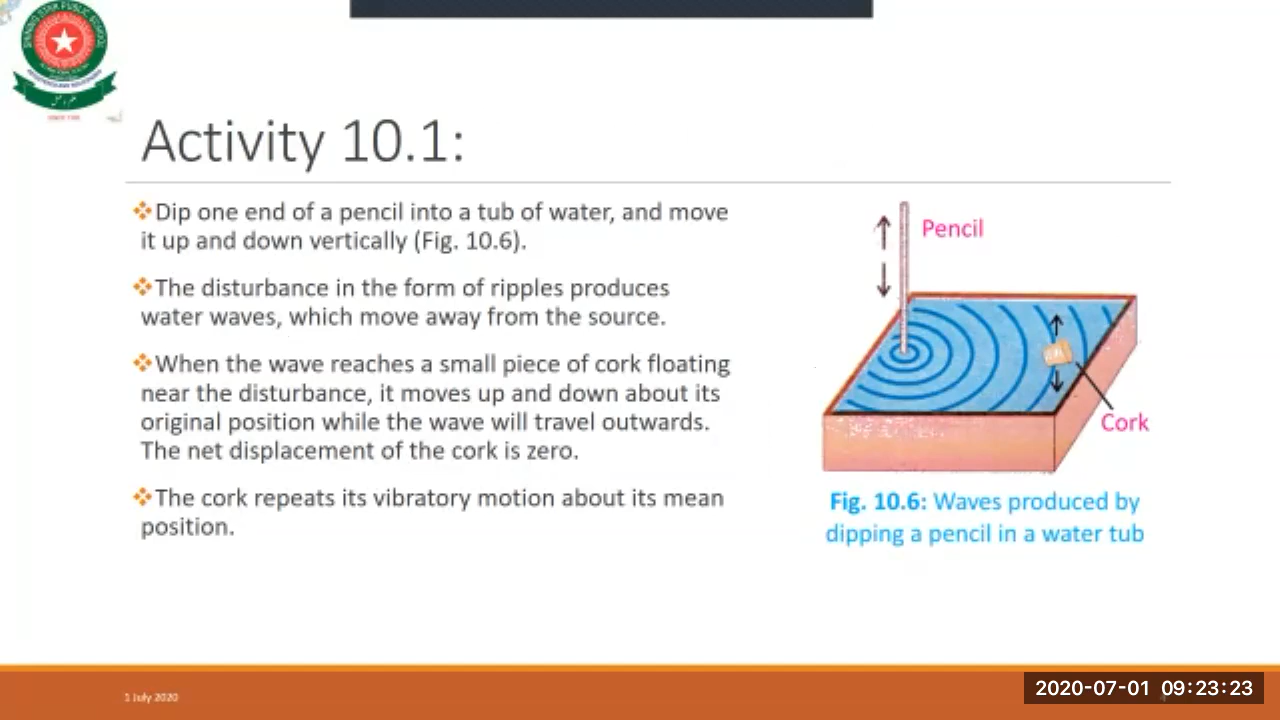 SHINING STAR PUBLIC SCHOOL
Activity 10.1:
Dip one end of a pencil into a tub of water, and move
it up and down vertically (Fig. 10.6).
The disturbance in the form of ripples produces
water waves, which move away from the source.
When the wave reaches a small piece of cork floating
near the disturbance, it moves up and down about its
original position while the wave will travel outwards.
The net displacement of the cork is zero.
The cork repeats its vibratory motion about its mean
position.
Pencil
Cork
Fig. 10.6: Waves produced by
dipping a pencil in a water tub
1 July 2020
2020-07-01 09:23:23